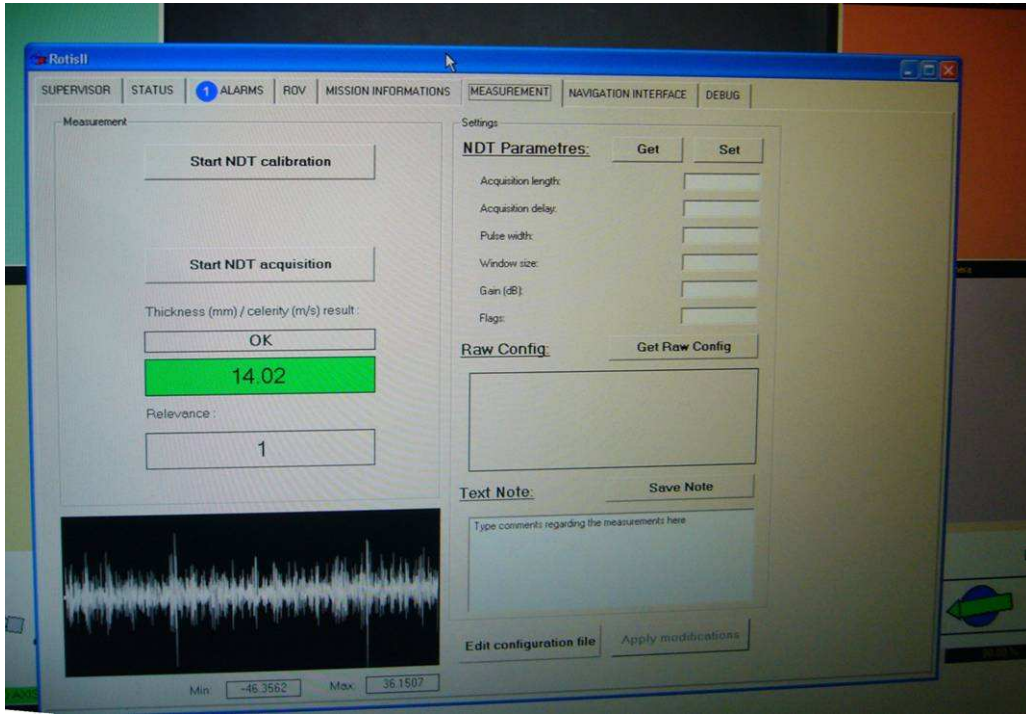 RotisII
SUPERVISOR STATUS 1 ALARMS ROV MISSION INFORMATIONS MEASUREMENT NAVIGATION INTERFACE DEBUG
Measurement
Start NDT calibration
Start NDT acquisition
Thickness (mm) / celerity (m/s) result :
OK
14.02
Relevance :
1
Min: -46.3562 Max: 36.1507
Settings
NDT Parametres: Get Set
Acquisition length:
Acquisition delay:
Pulse width:
Window size:
Gain (dB):
Flags:
Raw Config: Get Raw Config
Text Note: Save Note
Type comments regarding the measurements here
Edit configuration file Apply modifications